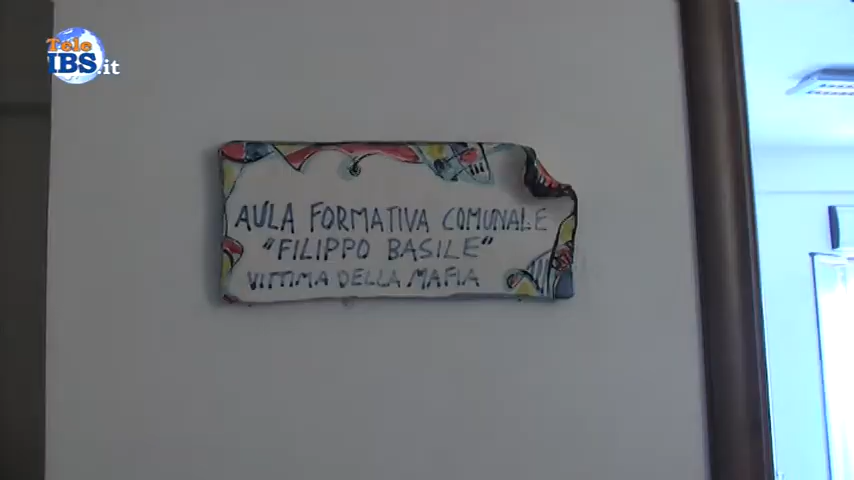 Tele
IBS.it
AULA FORMATIVA COMUNALE
"FILIPPO BASILE"
VITTIMA DELLA MAFIA